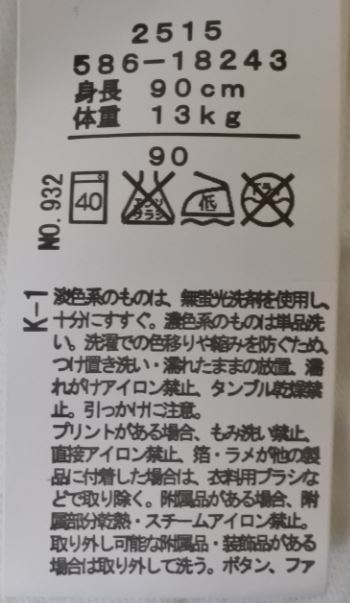 2515
586-18243
身長 90cm
体重 13kg
90
NO.932
40 エンソ サラシ 低 ドライ
K-1
淡色系のものは、無蛍光洗剤を使用し、
十分にすすぐ。濃色系のものは単品洗
い。洗濯での色移りや縮みを防ぐため、
つけ置き洗い・濡れたままの放置、濡
れがけアイロン禁止、タンブル乾燥禁
止。引っかけに注意。
プリントがある場合、もみ洗い禁止、
直接アイロン禁止、箔・ラメが他の製
品に付着した場合は、衣料用ブラシな
どで取り除く。附属品がある場合、附
属部分乾熱・スチームアイロン禁止。
取り外し可能な附属品・装飾品がある
場合は取り外して洗う。ボタン、ファ